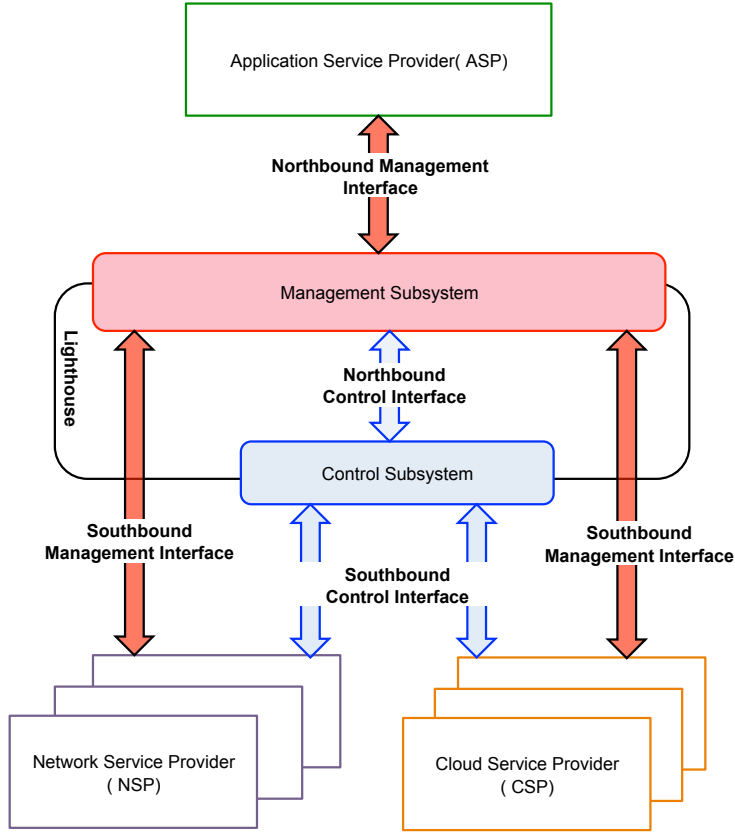 Application Service Provider( ASP)
Northbound Management
Interface
Management Subsystem
Lighthouse
Northbound
Control Interface
Control Subsystem
Southbound
Management Interface
Southbound
Management Interface
Southbound
Control Interface
Network Service Provider
( NSP)
Cloud Service Provider
( CSP)